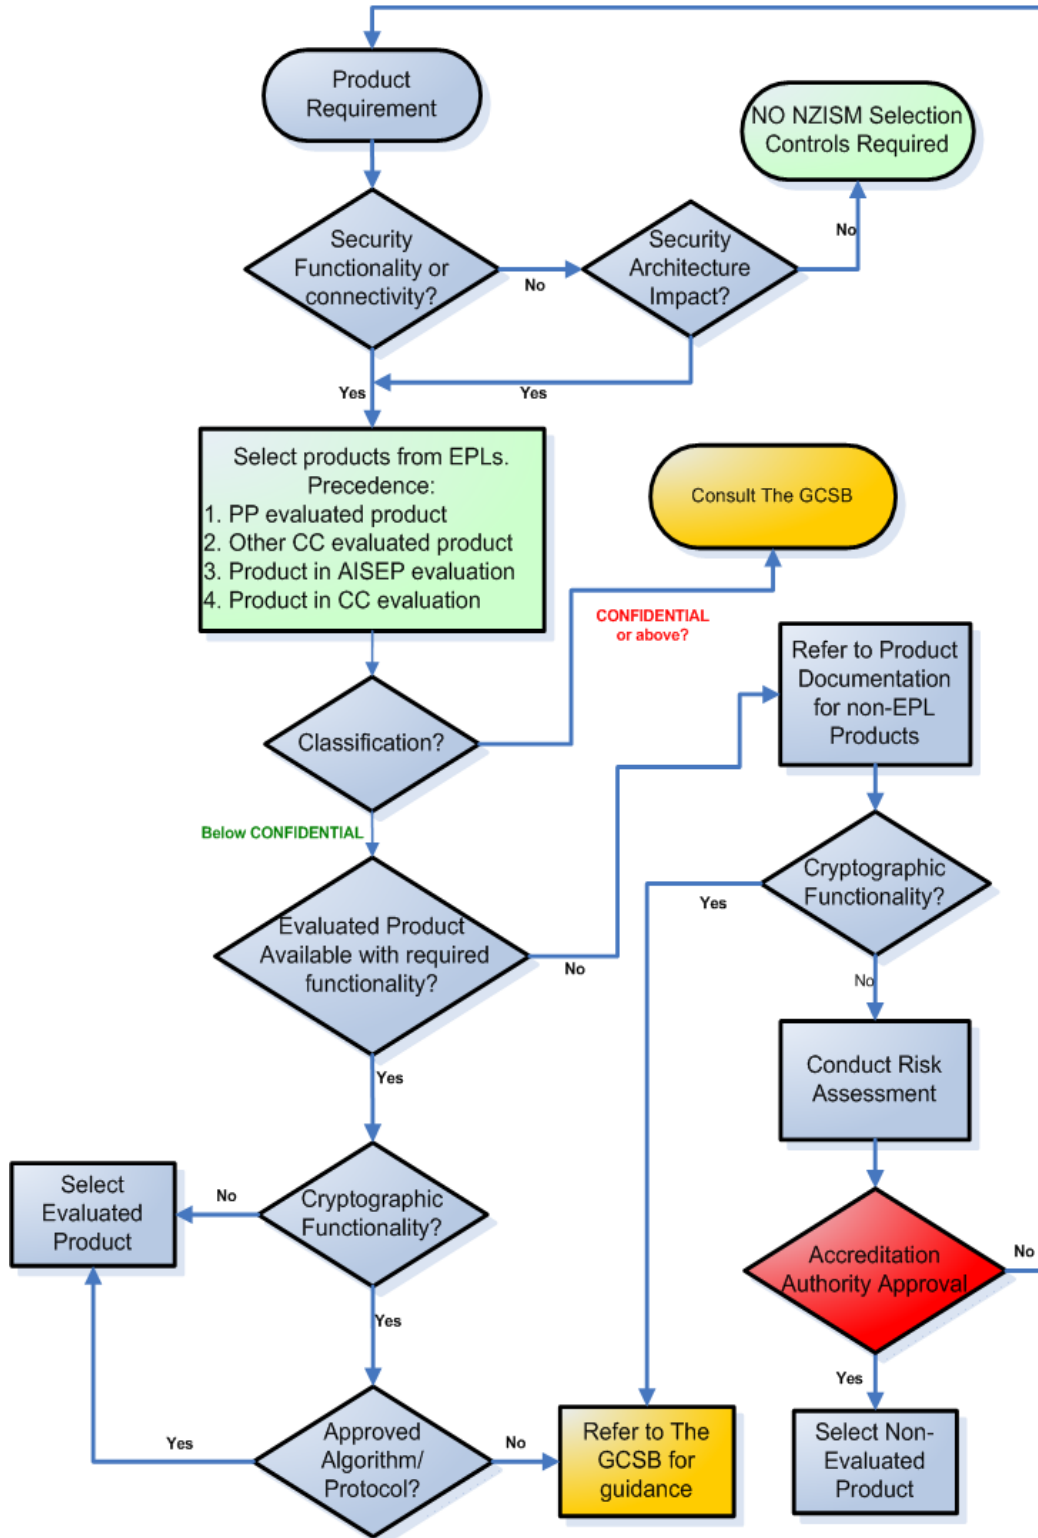 Product
Requirement
NO NZISM Selection
Controls Required
Security
Functionality or
connectivity?
No
Security
Architecture
Impact?
No
Yes
Yes
Select products from EPLs.
Precedence:
1. PP evaluated product
2. Other CC evaluated product
3. Product in AISEP evaluation
4. Product in CC evaluation
Consult The GCSB
CONFIDENTIAL
or above?
Refer to Product
Documentation
for non-EPL
Products
Classification?
Below CONFIDENTIAL
Cryptographic
Functionality?
Yes
No
Evaluated Product
Available with required
functionality?
No
Yes
Conduct Risk
Assessment
Select
Evaluated
Product
No
Cryptographic
Functionality?
Yes
Accreditation
Authority Approval
No
Yes
Approved
Algorithm/
Protocol?
Yes
No
Refer to The
GCSB for
guidance
Select Non-
Evaluated
Product